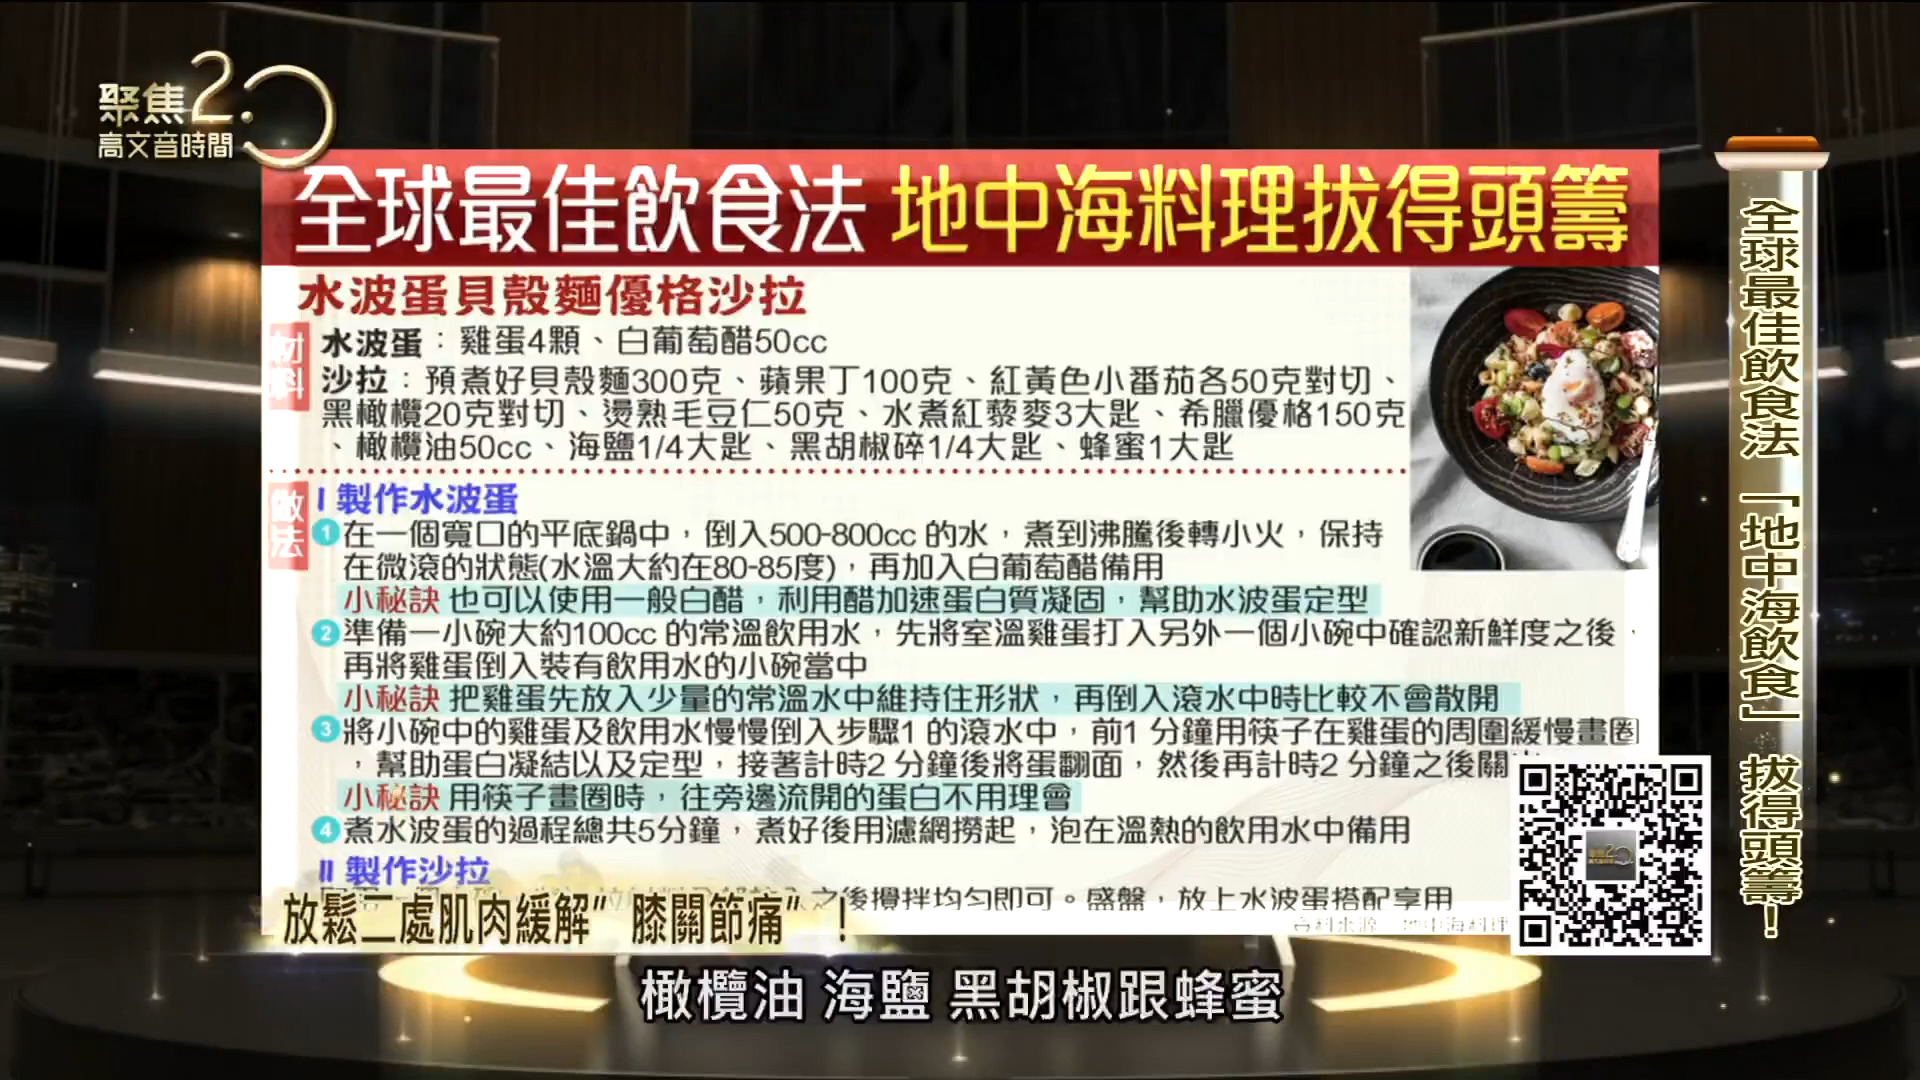 聚焦2.0
高文音時間
全球最佳飲食法 地中海料理拔得頭籌
水波蛋貝殼麵優格沙拉
材料
水波蛋：雞蛋4顆、白葡萄醋50cc
沙拉：預煮好貝殼麵300克、蘋果丁100克、紅黃色小番茄各50克對切、
黑橄欖20克對切、燙熟毛豆仁50克、水煮紅藜麥3大匙、希臘優格150克
、橄欖油50cc、海鹽1/4大匙、黑胡椒碎1/4大匙、蜂蜜1大匙
做法
I 製作水波蛋
1 在一個寬口的平底鍋中，倒入500-800cc 的水，煮到沸騰後轉小火，保持
在微滾的狀態(水溫大約在80-85度)，再加入白葡萄醋備用
小秘訣 也可以使用一般白醋，利用醋加速蛋白質凝固，幫助水波蛋定型
2 準備一小碗大約100cc 的常溫飲用水，先將室溫雞蛋打入另外一個小碗中確認新鮮度之後，
再將雞蛋倒入裝有飲用水的小碗當中
小秘訣 把雞蛋先放入少量的常溫水中維持住形狀，再倒入滾水中時比較不會散開
3 將小碗中的雞蛋及飲用水慢慢倒入步驟1 的滾水中，前1 分鐘用筷子在雞蛋的周圍緩慢畫圈
，幫助蛋白凝結以及定型，接著計時2 分鐘後將蛋翻面，然後再計時2 分鐘之後關
小秘訣 用筷子畫圈時，往旁邊流開的蛋白不用理會
4 煮水波蛋的過程總共5分鐘，煮好後用濾網撈起，泡在溫熱的飲用水中備用
II 製作沙拉
之後攪拌均勻即可。盛盤，放上水波蛋搭配享用
資料來源 地中海料理
放鬆二處肌肉緩解"膝關節痛"！
橄欖油 海鹽 黑胡椒跟蜂蜜
全球最佳飲食法 「地中海飲食」 拔得頭籌！